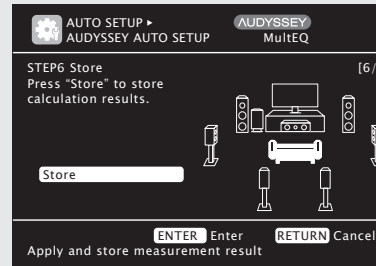 AUTO SETUP ▸
AUDYSSEY AUTO SETUP
AUDYSSEY
MultEQ
STEP6 Store
[6/
Press “Store” to store
calculation results.
Store
ENTER Enter
RETURN Cancel
Apply and store measurement result